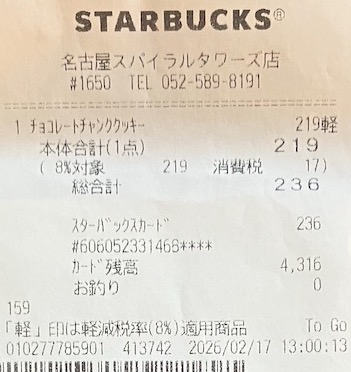 STARBUCKS®
名古屋スパイラルタワーズ店
#1650 TEL 052-589-8191
1 チョコレートチャンククッキー 219軽
本体合計(1点) 219
( 8%対象 219 消費税 17)
総合計 236
スターバックスカード 236
#606052331468****
カード残高 4,316
お釣り 0
159
「軽」印は軽減税率(8%)適用商品 To Go
010277785901 413742 2026/02/17 13:00:13